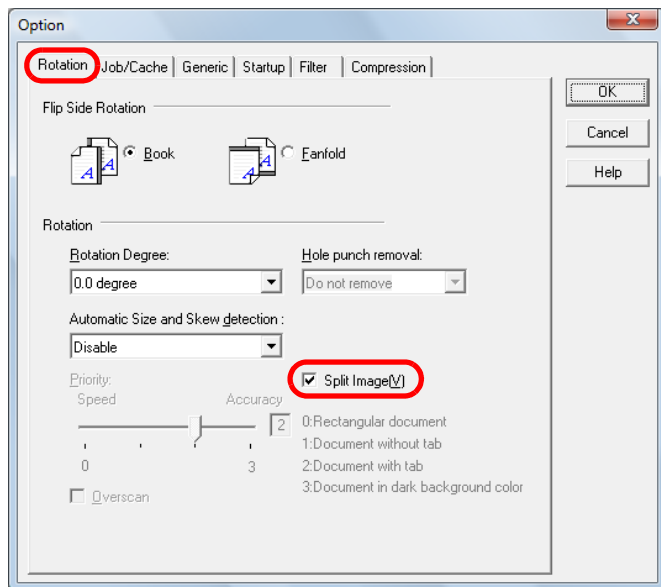 Option
Rotation Job/Cache Generic Startup Filter Compression
OK
Cancel
Help
Flip Side Rotation
A A Book A A Fanfold
Rotation
Rotation Degree: Hole punch removal:
0.0 degree Do not remove
Automatic Size and Skew detection :
Disable
Priority: Split Image(V)
Speed Accuracy
2
0 3
0:Rectangular document
1:Document without tab
2:Document with tab
3:Document in dark background color
Overscan